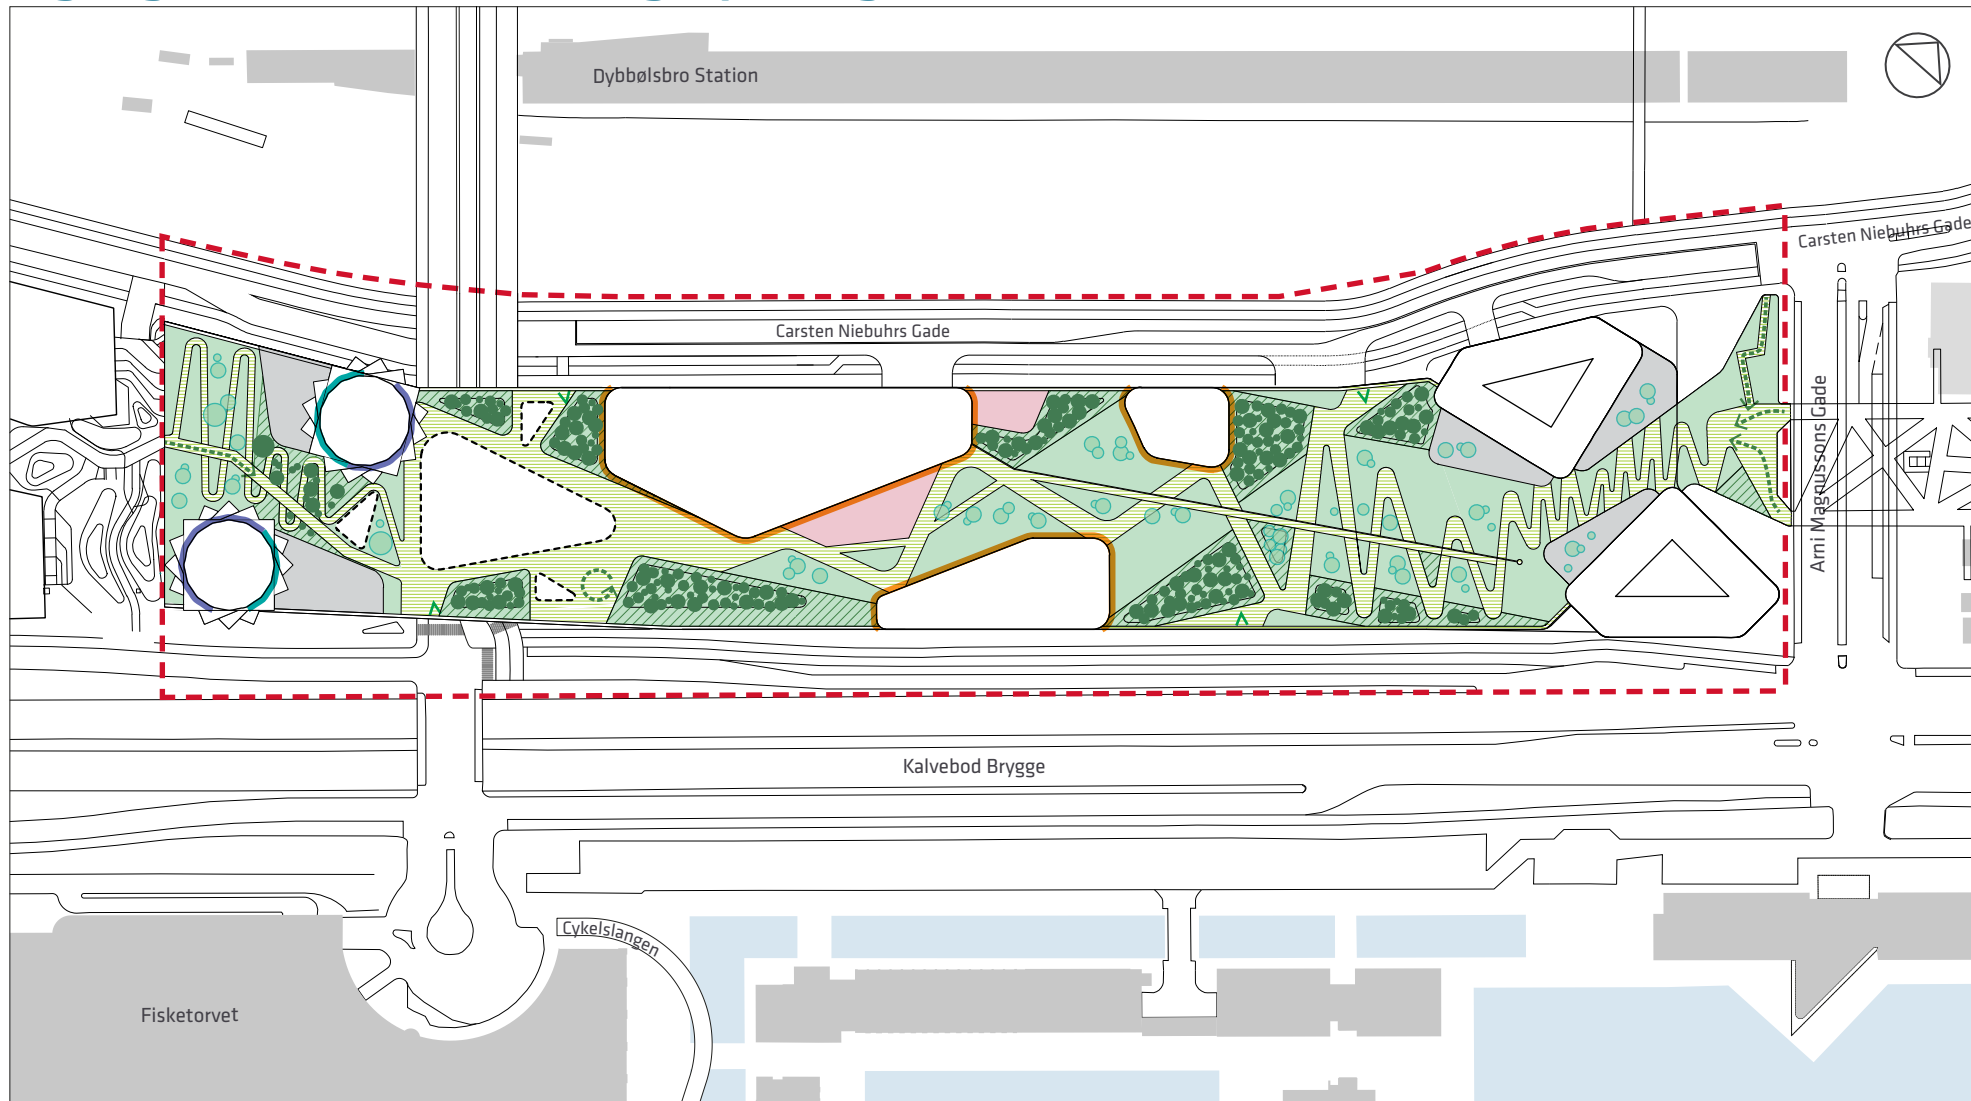 Dybbølsbro Station
Carsten Niebuhrs Gade
Carsten Niebuhrs Gade
Arni Magnussons Gade
Kalvebod Brygge
Cykelslangen
Fisketorvet